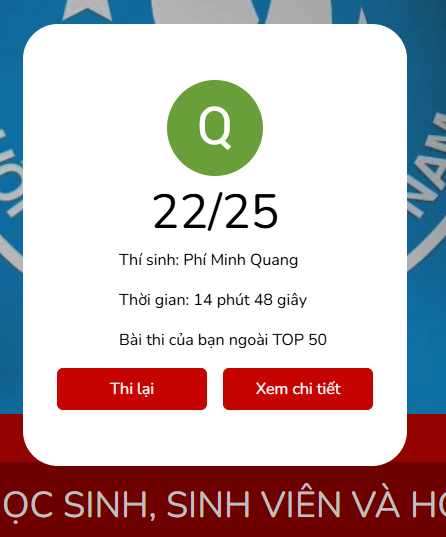 Q
22/25
Thí sinh: Phí Minh Quang
Thời gian: 14 phút 48 giây
Bài thi của bạn ngoài TOP 50
Thi lại
Xem chi tiết
ỌC SINH, SINH VIÊN VÀ